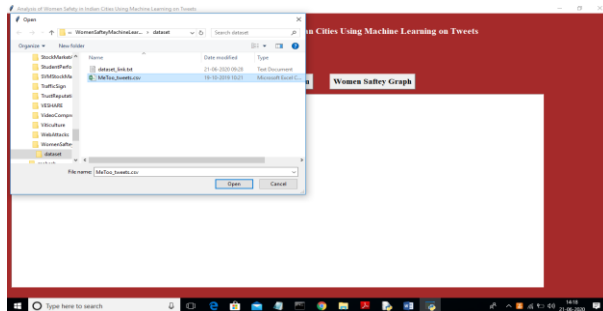 Analysis of Women Safety in Indian Cities Using Machine Learning on Tweets
Open
n Cities Using Machine Learning on Tweets
« WomenSafteyMachineLear... > dataset
Search dataset
Organize
New folder
Name
Date modified
Type
StockMarket
StudentPerfo
SVMStockMa
TrafficSign
TrustReputati
VESHARE
VideoCompre
Viticulture
WebAttacks
WomenSafte
dataset
dataset_link.txt
21-06-2020 09:28
Text Document
MeToo_tweets.csv
19-10-2019 10:21
Microsoft Excel C...
Women Saftey Graph
File name:
MeToo_tweets.csv
Open
Cancel
Type here to search
14:18
21-06-2020